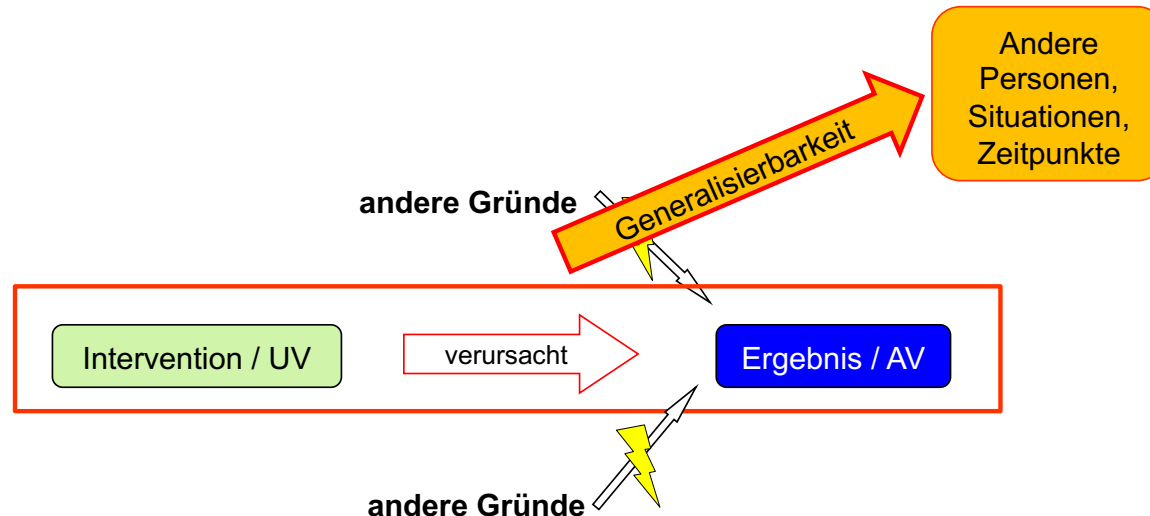 Andere
Personen,
Situationen,
Zeitpunkte
Generalisierbarkeit
andere Gründe
Intervention / UV
verursacht
Ergebnis / AV
andere Gründe